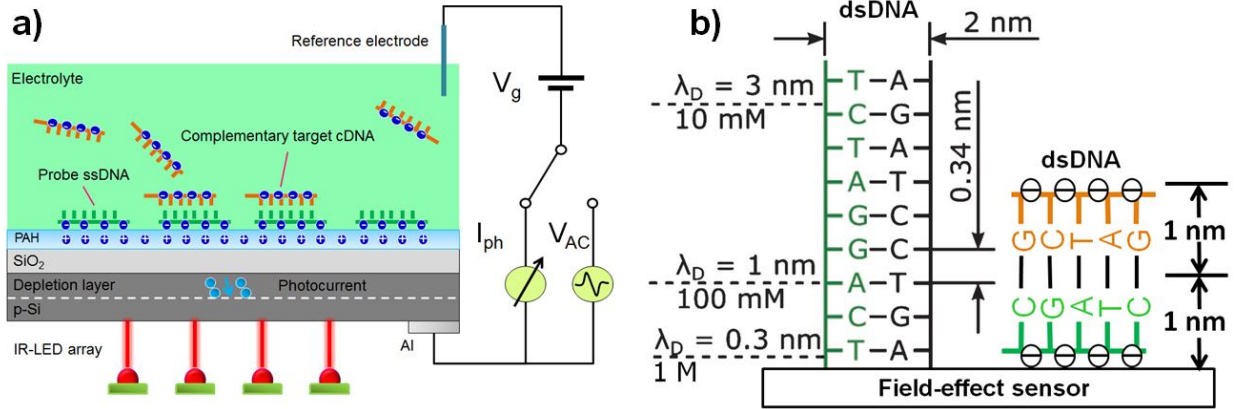 a)
Reference electrode
Electrolyte
Complementary target cDNA
Probe ssDNA
PAH
SiO2
Depletion layer
Photocurrent
p-Si
Al
IR-LED array
Vg
Iph
VAC
b)
dsDNA
2 nm
λD = 3 nm
10 mM
λD = 1 nm
100 mM
λD = 0.3 nm
1 M
T-A
C-G
T-A
A-T
G-C
G-C
A-T
C-G
T-A
0.34 nm
dsDNA
G C T A G
C G A T C
1 nm
1 nm
Field-effect sensor